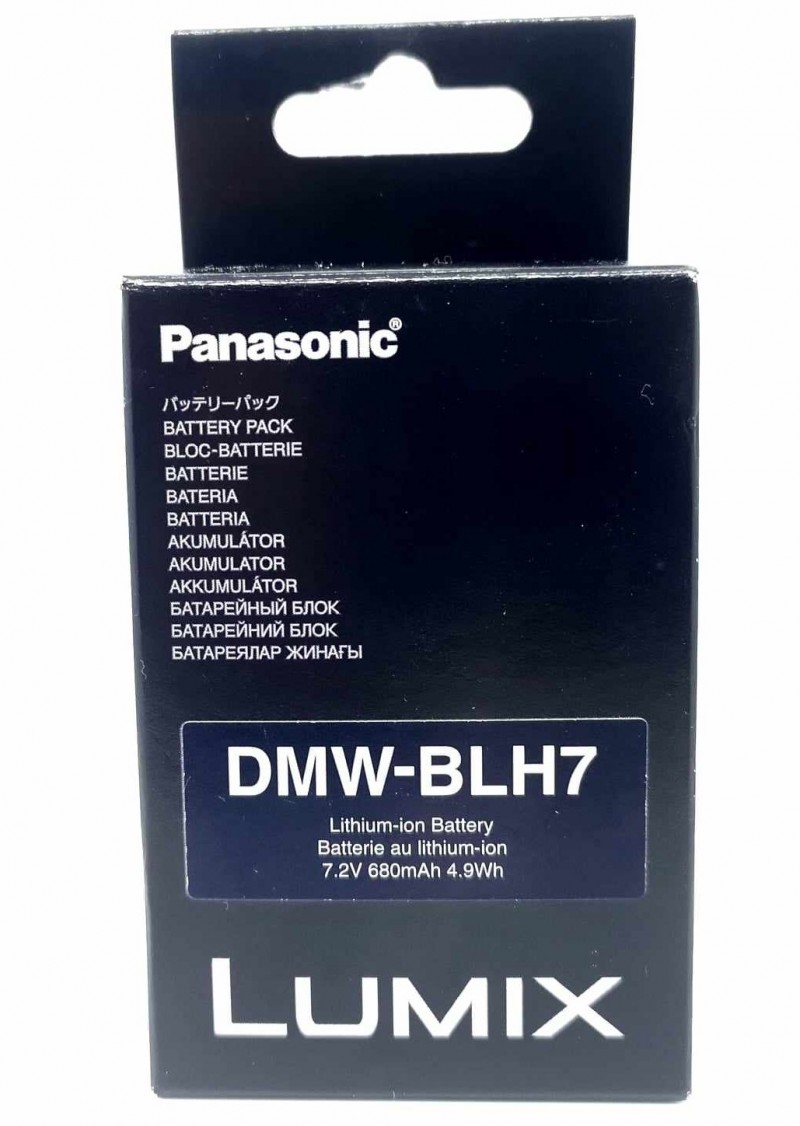 Panasonic®
バッテリーパック
BATTERY PACK
BLOC-BATTERIE
BATTERIE
BATERIA
BATTERIA
AKUMULÁTOR
AKUMULATOR
AKKUMULÁTOR
БАТАРЕЙНЫЙ БЛОК
БАТАРЕЙНИЙ БЛОК
БАТАРЕЯЛАР ЖИНАҒЫ
DMW-BLH7
Lithium-ion Battery
Batterie au lithium-ion
7.2V 680mAh 4.9Wh
LUMIX